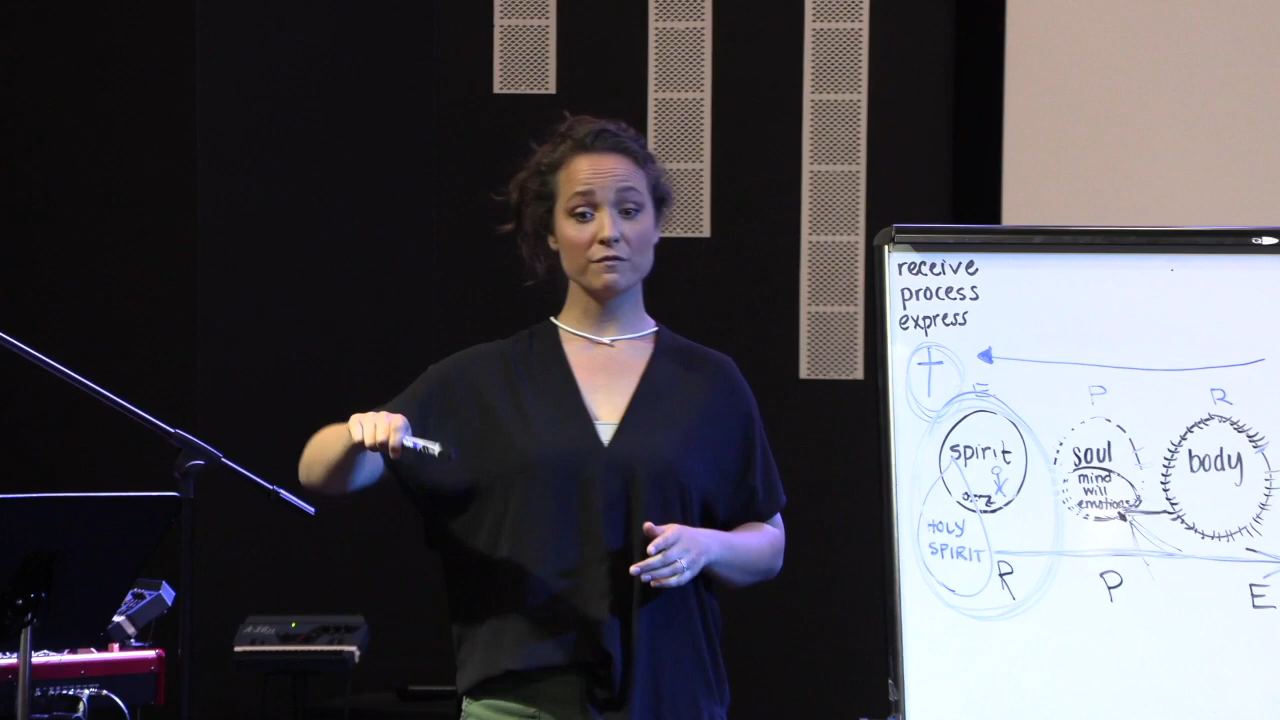 receive
process
express
E P R
spirit
soul
mind
will
emotions
body
HOLY
SPIRIT
R P E